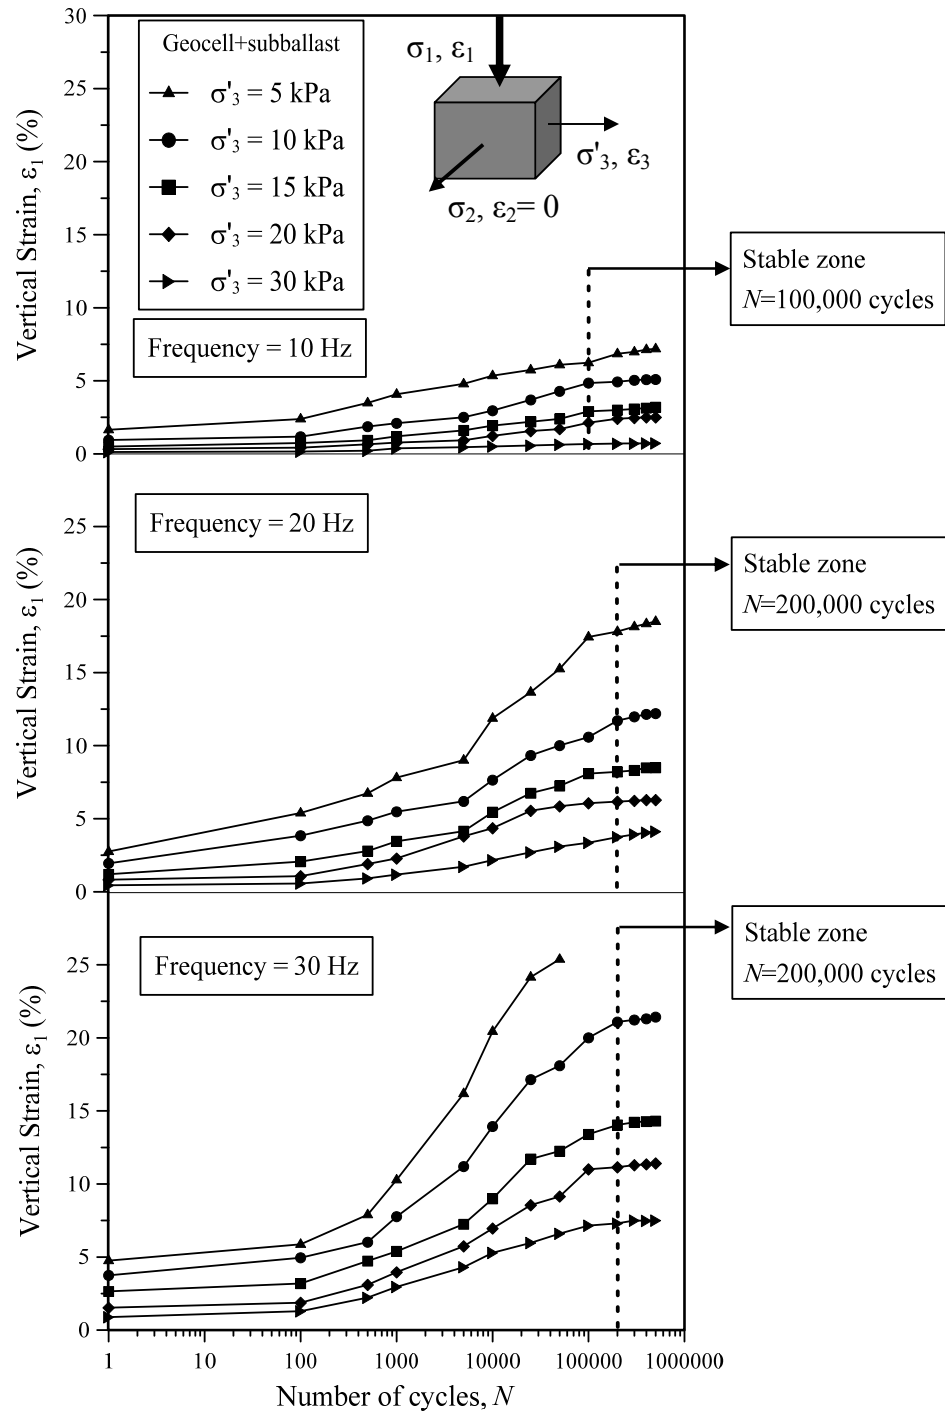 30
25
20
15
10
5
0
Vertical Strain, ε1 (%)
Geocell+subballast
σ'3 = 5 kPa
σ'3 = 10 kPa
σ'3 = 15 kPa
σ'3 = 20 kPa
σ'3 = 30 kPa
σ1, ε1
σ'3, ε3
σ2, ε2= 0
Frequency = 10 Hz
Stable zone
N=100,000 cycles
25
20
15
10
5
0
Vertical Strain, ε1 (%)
Frequency = 20 Hz
Stable zone
N=200,000 cycles
25
20
15
10
5
0
Vertical Strain, ε1 (%)
Frequency = 30 Hz
Stable zone
N=200,000 cycles
1 10 100 1000 10000 100000 1000000
Number of cycles, N